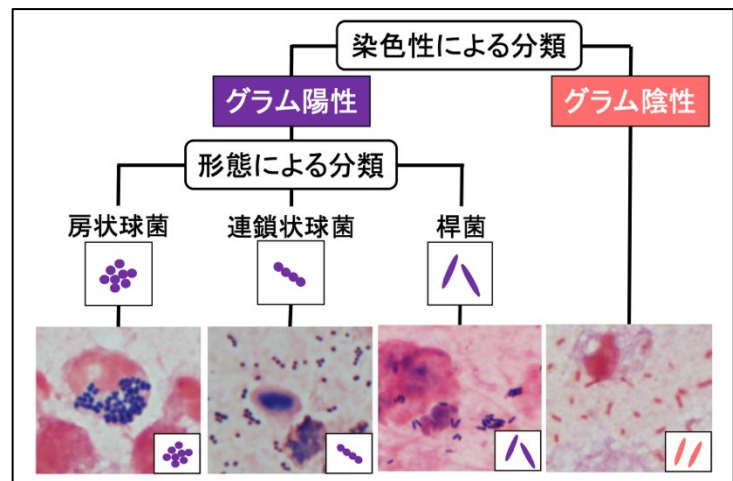 染色性による分類
グラム陽性
グラム陰性
形態による分類
房状球菌
連鎖状球菌
桿菌